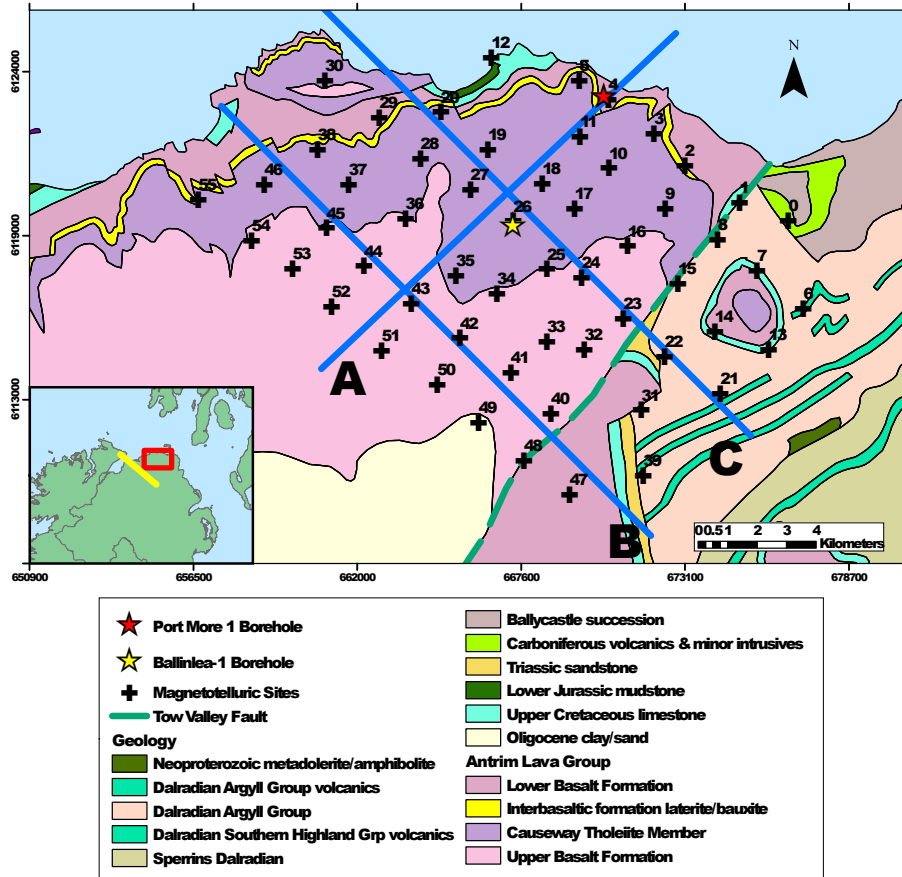 12
N
6124000
30
5
4
29
20
11
3
38
28
19
10
2
46
37
27
18
55
36
17
9
1
0
26
6119000
54
45
16
8
53
44
35
25
24
15
7
52
43
34
6
23
51
42
33
32
14
13
A
41
22
50
6113000
40
31
21
49
C
48
39
47
B
0 0.5 1 2 3 4
Kilometers
650900
656500
662000
667600
673100
678700
Port More 1 Borehole
Ballinlea-1 Borehole
Magnetotelluric Sites
Tow Valley Fault
Geology
Neoproterozoic metadolerite/amphibolite
Dalradian Argyll Group volcanics
Dalradian Argyll Group
Dalradian Southern Highland Grp volcanics
Sperrins Dalradian
Ballycastle succession
Carboniferous volcanics & minor intrusives
Triassic sandstone
Lower Jurassic mudstone
Upper Cretaceous limestone
Oligocene clay/sand
Antrim Lava Group
Lower Basalt Formation
Interbasaltic formation laterite/bauxite
Causeway Tholeiite Member
Upper Basalt Formation